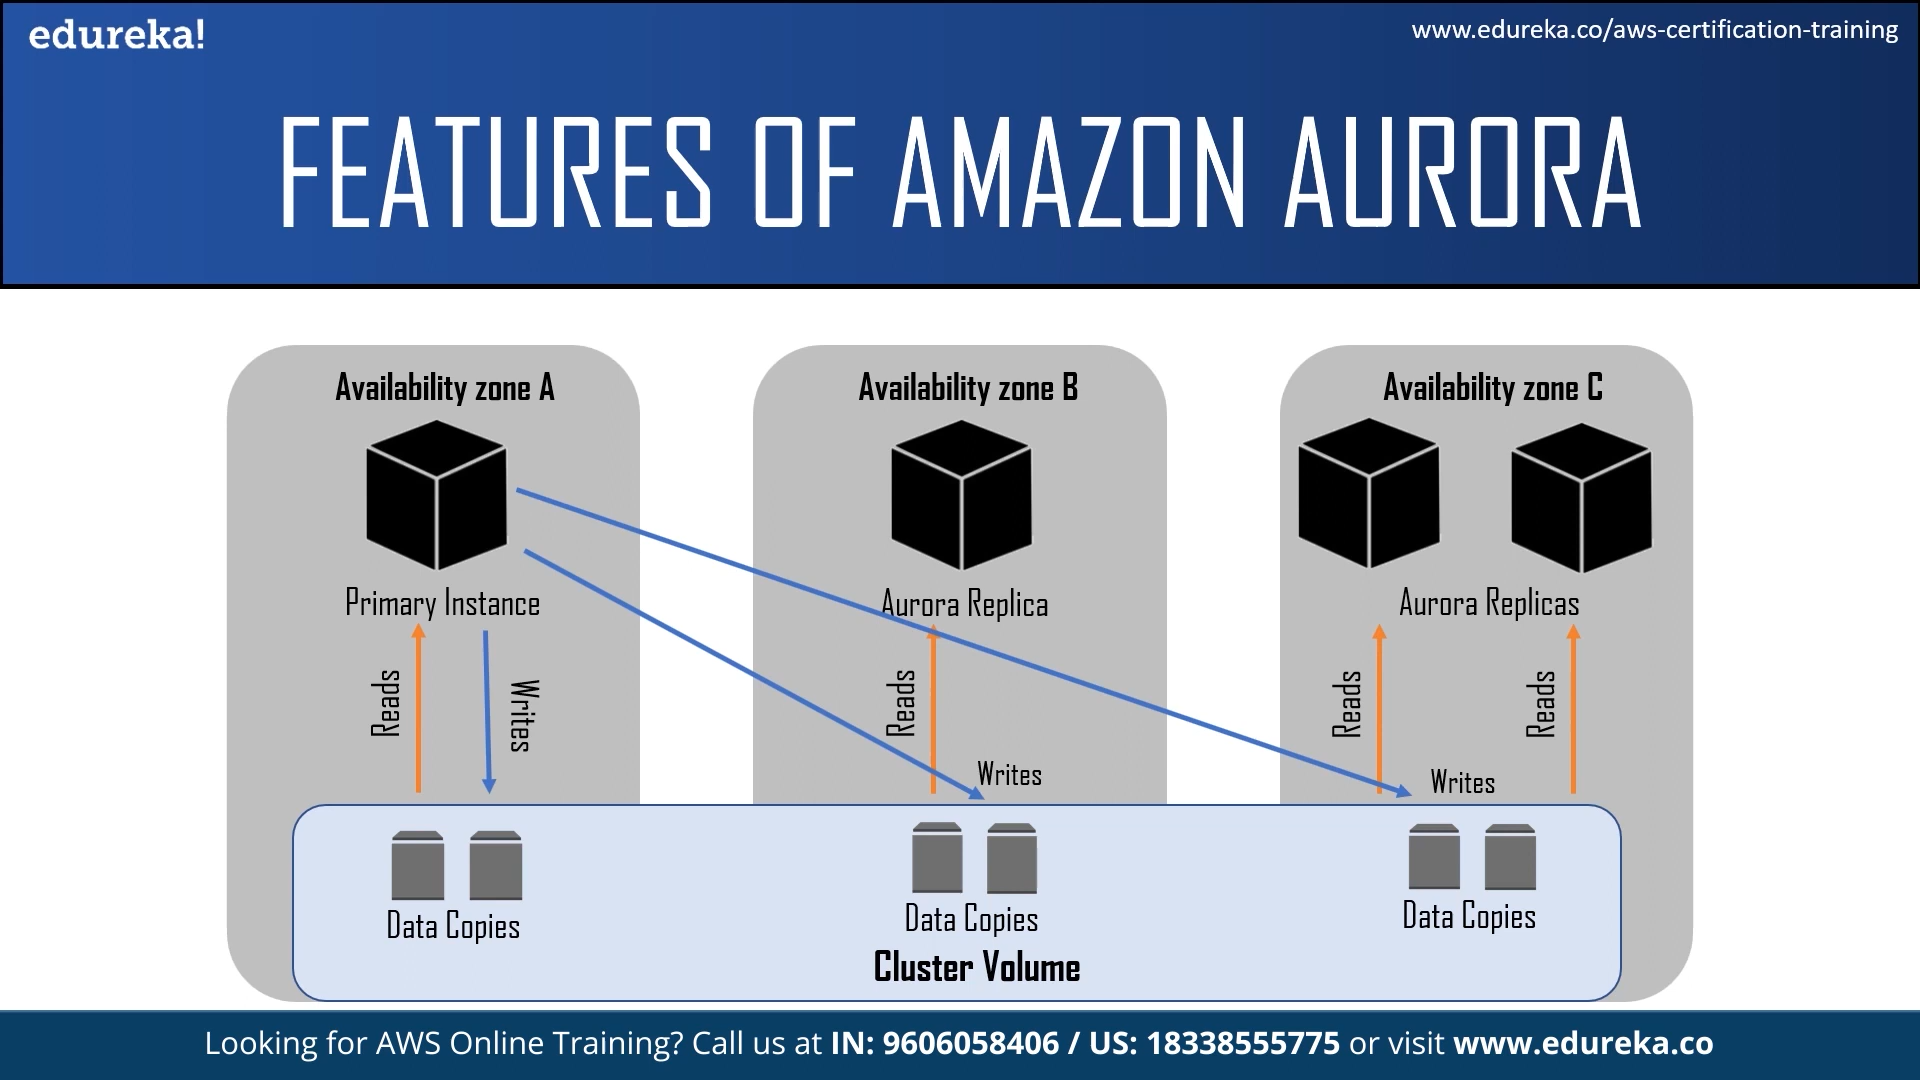 edureka!
www.edureka.co/aws-certification-training
FEATURES OF AMAZON AURORA
Availability zone A
Availability zone B
Availability zone C
Primary Instance
Aurora Replica
Aurora Replicas
Reads
Writes
Reads
Writes
Reads
Writes
Reads
Data Copies
Data Copies
Data Copies
Cluster Volume
Looking for AWS Online Training? Call us at IN: 9606058406 / US: 18338555775 or visit www.edureka.co